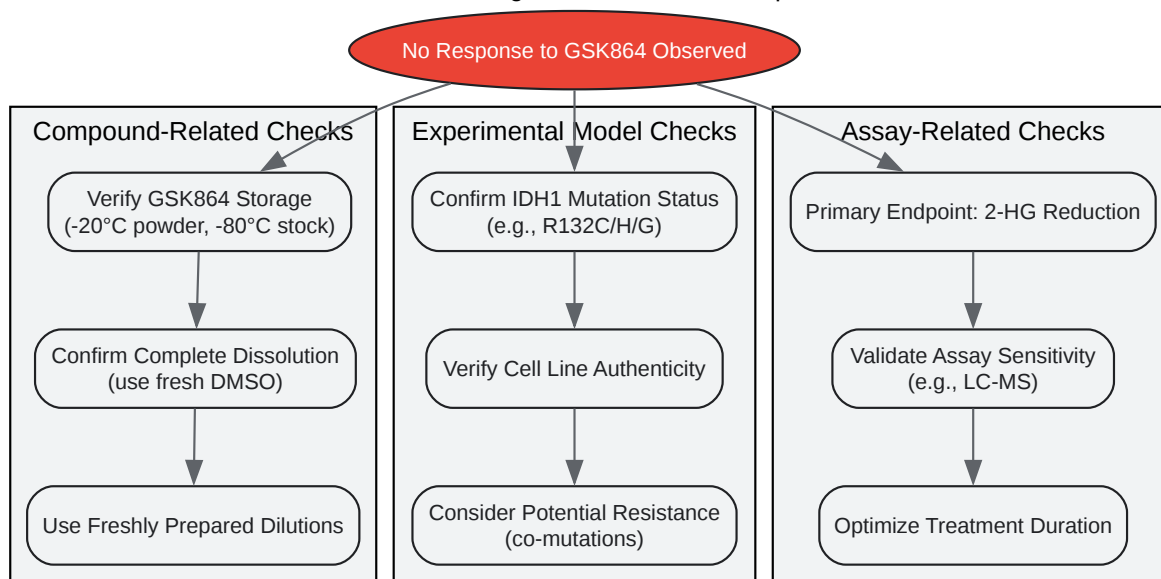 No Response to GSK864 Observed
Compound-Related Checks
Verify GSK864 Storage
(-20°C powder, -80°C stock)
Confirm Complete Dissolution
(use fresh DMSO)
Use Freshly Prepared Dilutions
Experimental Model Checks
Confirm IDH1 Mutation Status
(e.g., R132C/H/G)
Verify Cell Line Authenticity
Consider Potential Resistance
(co-mutations)
Assay-Related Checks
Primary Endpoint: 2-HG Reduction
Validate Assay Sensitivity
(e.g., LC-MS)
Optimize Treatment Duration